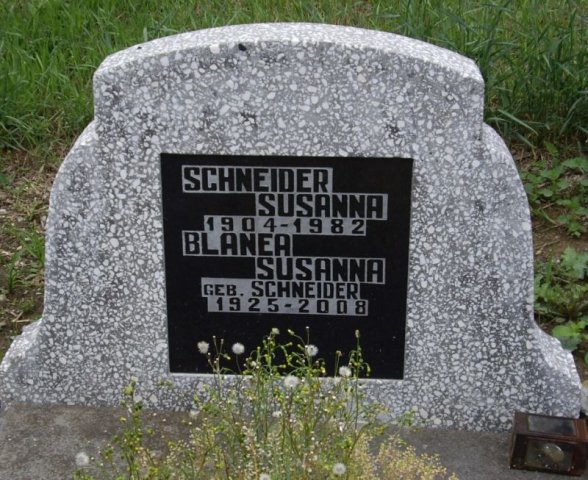 SCHNEIDER
SUSANNA
1904-1982
BLANEA
SUSANNA
GEB. SCHNEIDER
1925-2008